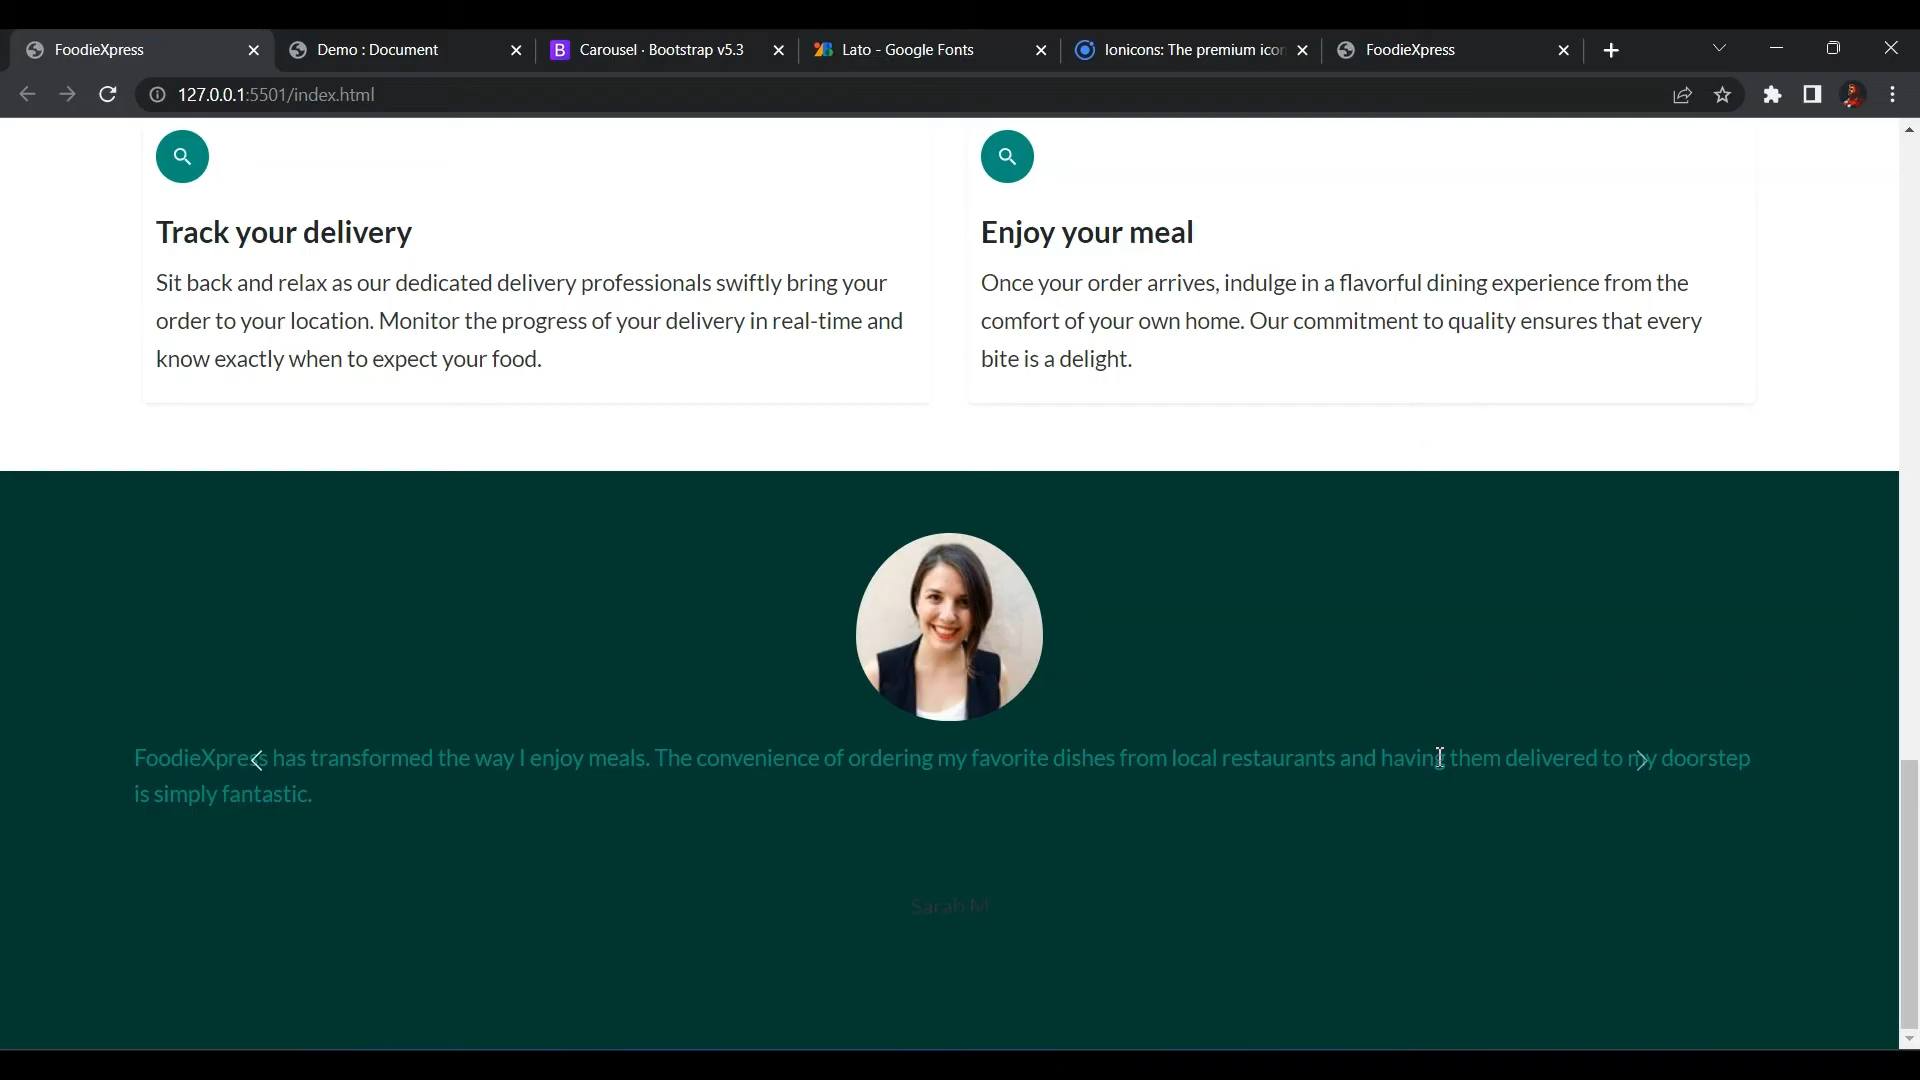 FoodieXpress
Demo : Document
Carousel · Bootstrap v5.3
Lato - Google Fonts
Ionicons: The premium icon
FoodieXpress
127.0.0.1:5501/index.html
Track your delivery
Sit back and relax as our dedicated delivery professionals swiftly bring your
order to your location. Monitor the progress of your delivery in real-time and
know exactly when to expect your food.
Enjoy your meal
Once your order arrives, indulge in a flavorful dining experience from the
comfort of your own home. Our commitment to quality ensures that every
bite is a delight.
FoodieXpress has transformed the way I enjoy meals. The convenience of ordering my favorite dishes from local restaurants and having them delivered to my doorstep
is simply fantastic.
Sarah M